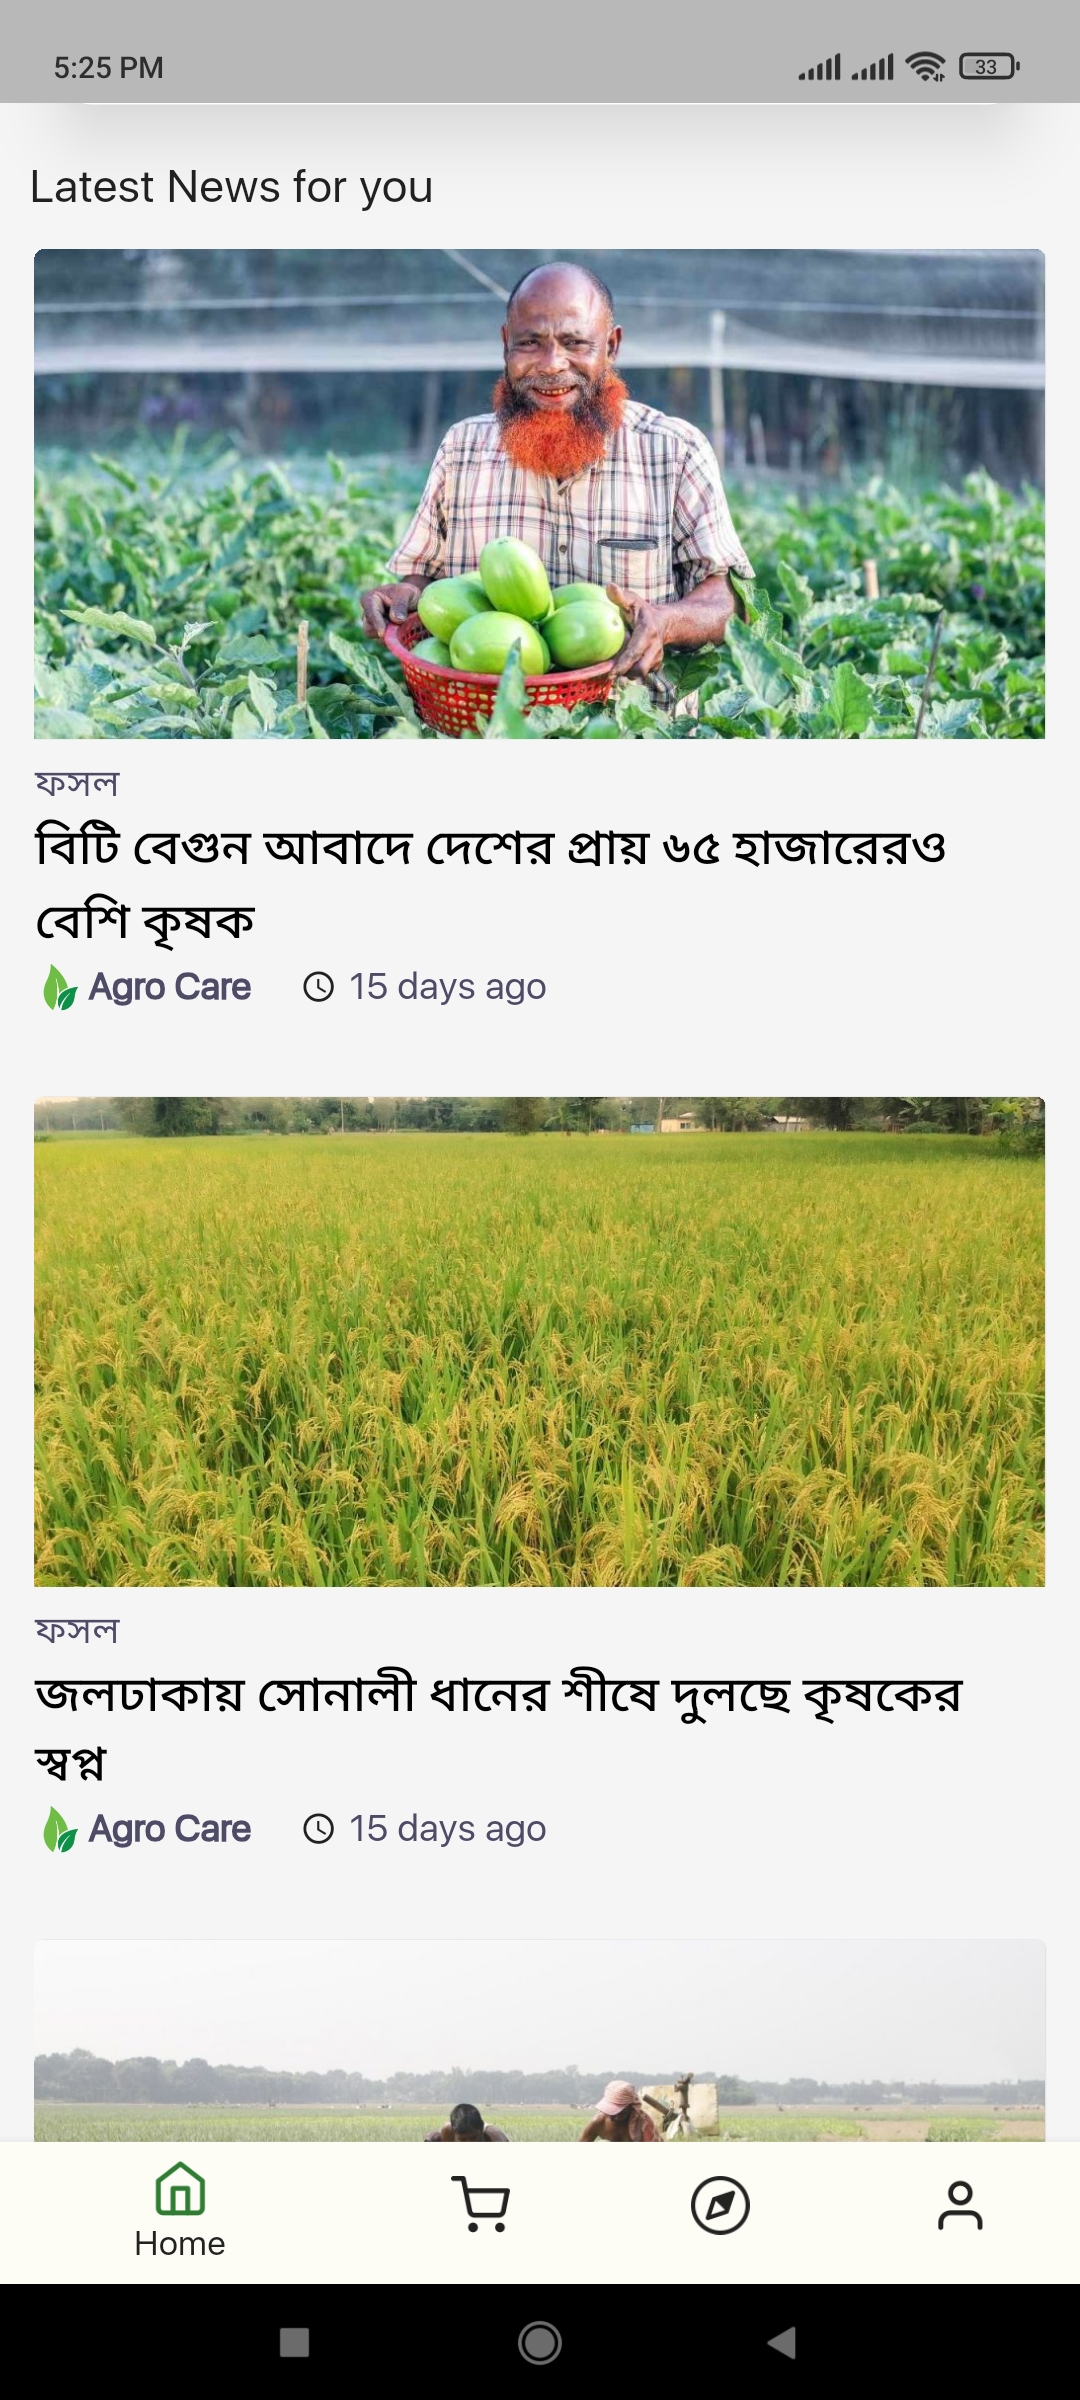 5:25 PM
33
Latest News for you
ফসল
বিটি বেগুন আবাদে দেশের প্রায় ৬৫ হাজারেরও
বেশি কৃষক
Agro Care 15 days ago
ফসল
জলঢাকায় সোনালী ধানের শীষে দুলছে কৃষকের
স্বপ্ন
Agro Care 15 days ago
Home